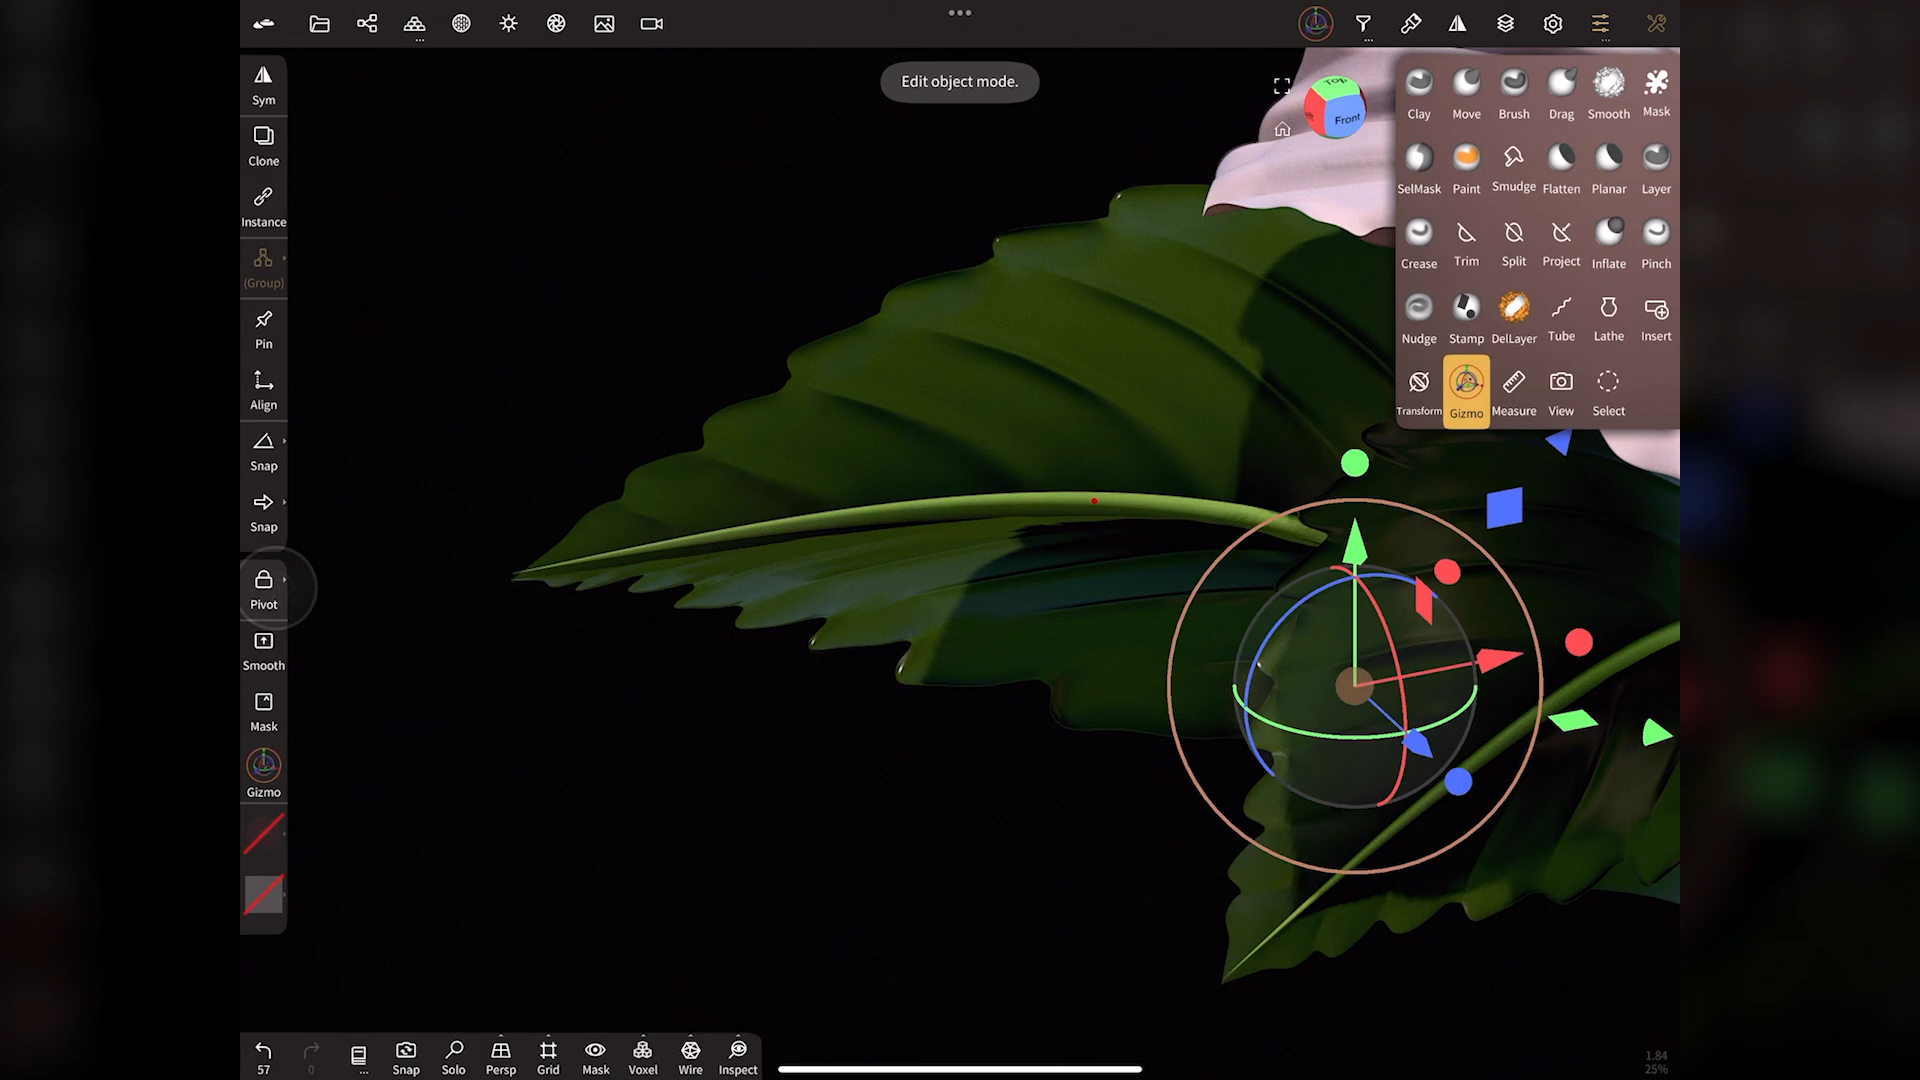 Edit object mode.
Top
Front
Sym
Clone
Instance
(Group)
Pin
Align
Snap
Snap
Pivot
Smooth
Mask
Gizmo
Clay Move Brush Drag Smooth Mask
SelMask Paint Smudge Flatten Planar Layer
Crease Trim Split Project Inflate Pinch
Nudge Stamp DelLayer Tube Lathe Insert
Transform Gizmo Measure View Select
57 0 Snap Solo Persp Grid Mask Voxel Wire Inspect
1.84
25%